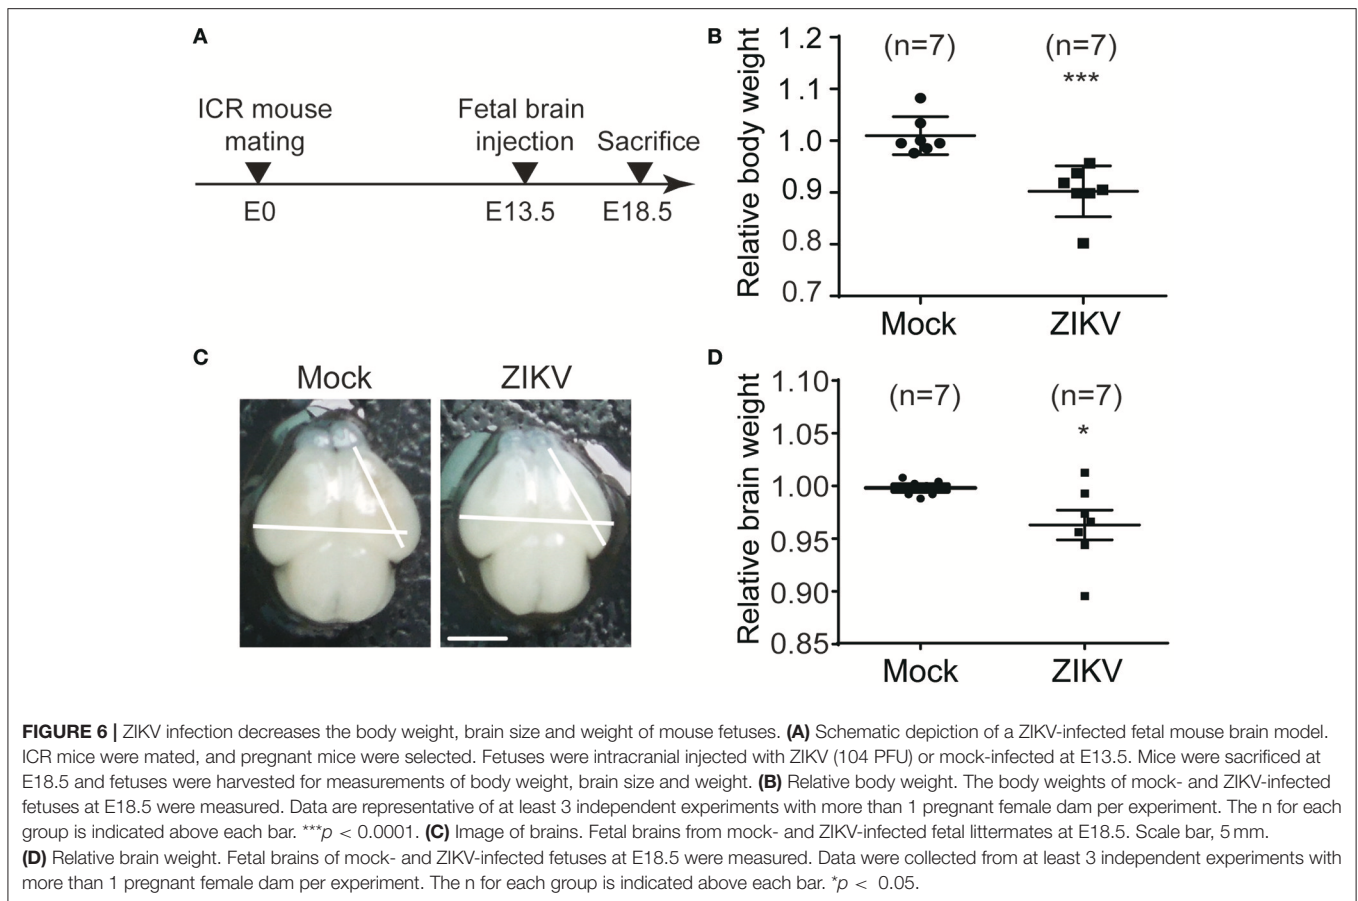 A
ICR mouse
mating
Fetal brain
injection
Sacrifice
E0
E13.5
E18.5
B
Relative body weight
1.2
1.1
1.0
0.9
0.8
0.7
(n=7)
(n=7)
***
Mock
ZIKV
C
Mock
ZIKV
D
Relative brain weight
1.10
1.05
1.00
0.95
0.90
0.85
(n=7)
(n=7)
*
Mock
ZIKV
FIGURE 6 | ZIKV infection decreases the body weight, brain size and weight of mouse fetuses. (A) Schematic depiction of a ZIKV-infected fetal mouse brain model.
ICR mice were mated, and pregnant mice were selected. Fetuses were intracranial injected with ZIKV (104 PFU) or mock-infected at E13.5. Mice were sacrificed at
E18.5 and fetuses were harvested for measurements of body weight, brain size and weight. (B) Relative body weight. The body weights of mock- and ZIKV-infected
fetuses at E18.5 were measured. Data are representative of at least 3 independent experiments with more than 1 pregnant female dam per experiment. The n for each
group is indicated above each bar. ***p < 0.0001. (C) Image of brains. Fetal brains from mock- and ZIKV-infected fetal littermates at E18.5. Scale bar, 5 mm.
(D) Relative brain weight. Fetal brains of mock- and ZIKV-infected fetuses at E18.5 were measured. Data were collected from at least 3 independent experiments with
more than 1 pregnant female dam per experiment. The n for each group is indicated above each bar. *p < 0.05.